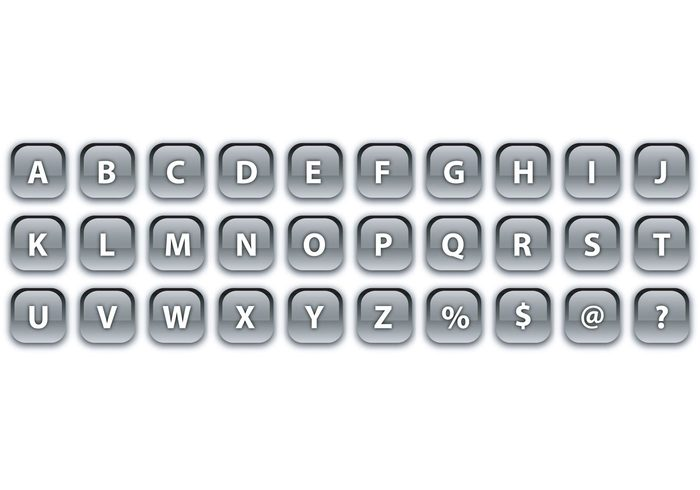 A B C D E F G H I J
K L M N O P Q R S T
U V W X Y Z % $ @ ?